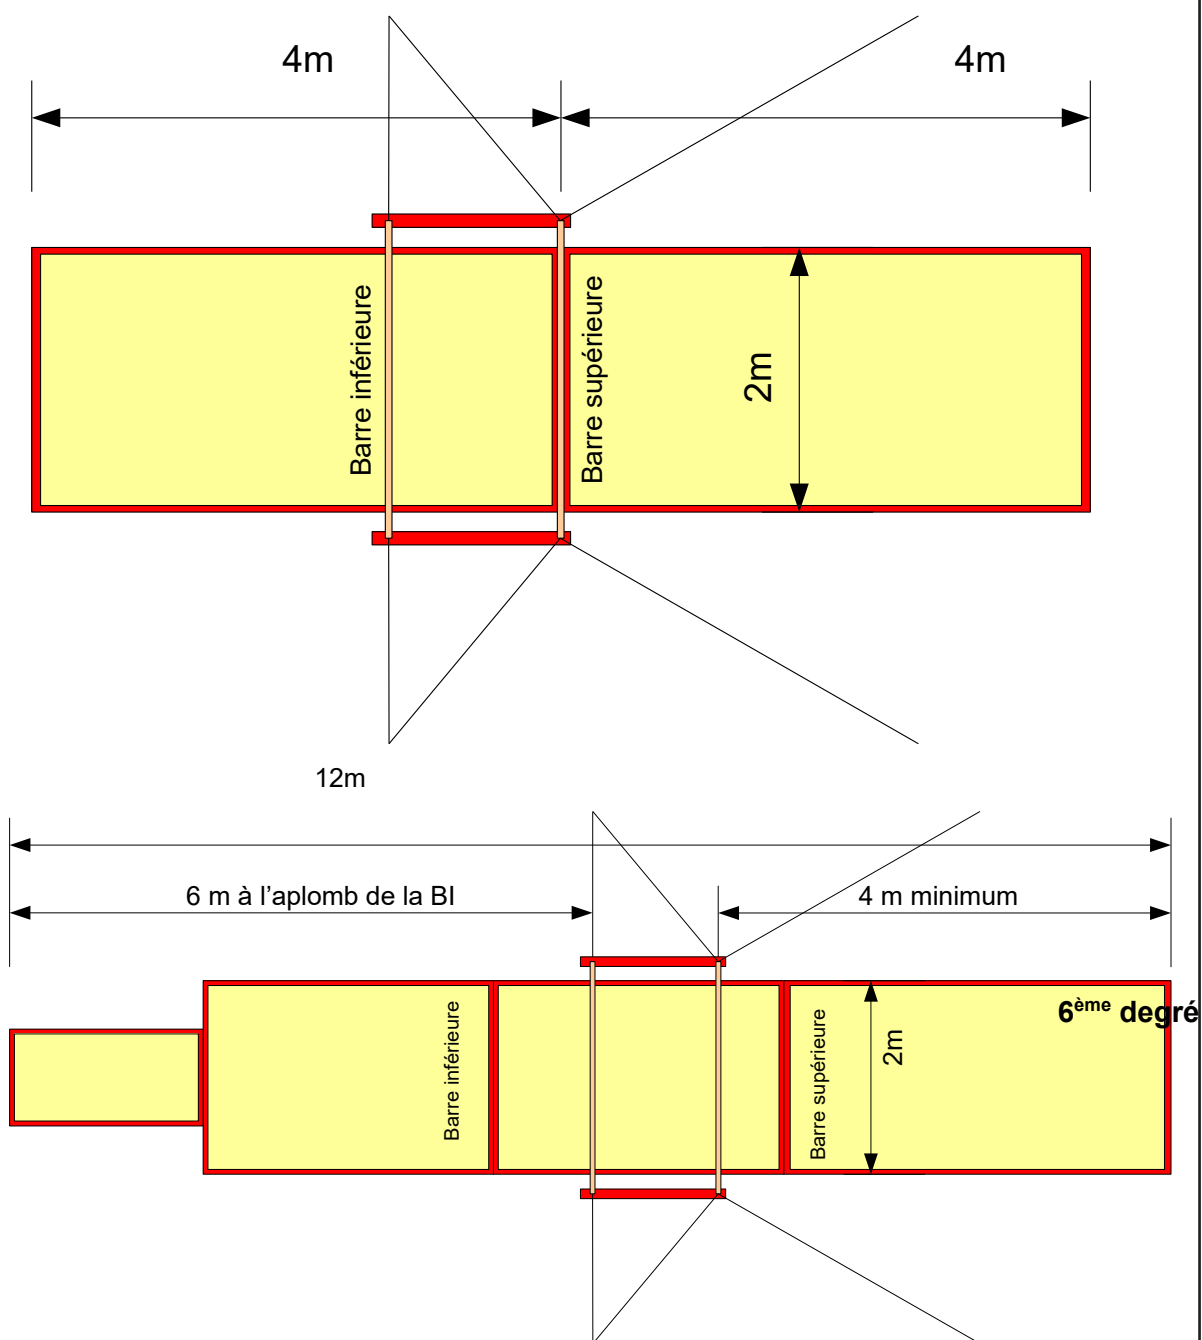 4m
4m
Barre inférieure
Barre supérieure
2m
12m
6 m à l’aplomb de la BI
4 m minimum
6ème degré
Barre inférieure
Barre supérieure
2m